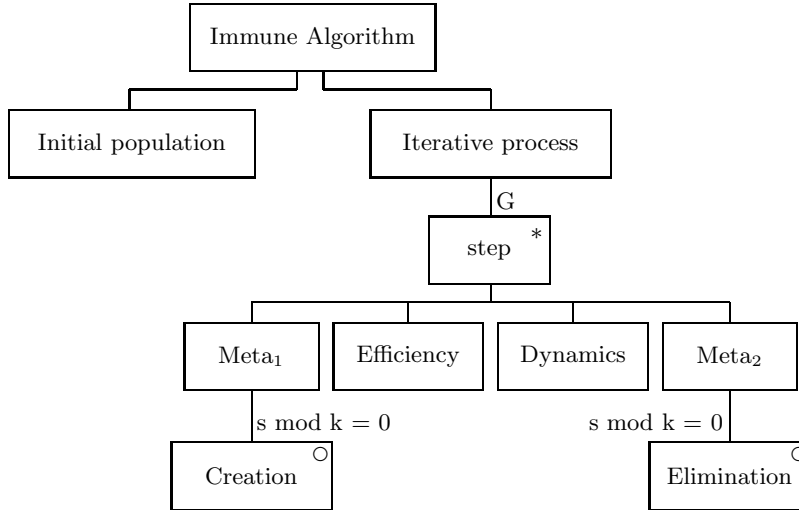 Immune Algorithm
Initial population
Iterative process
G
step *
Meta₁
Efficiency
Dynamics
Meta₂
s mod k = 0
s mod k = 0
Creation
Elimination